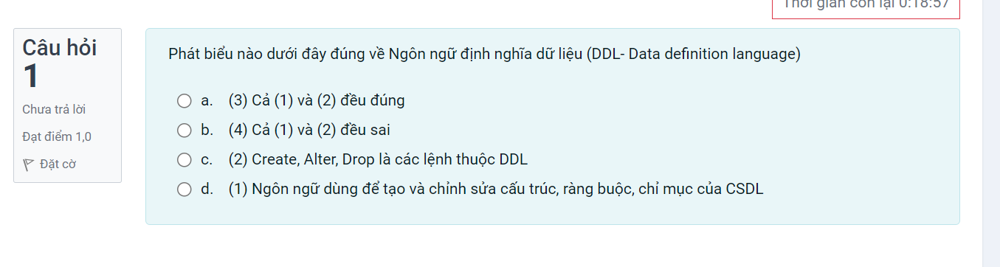 Thời gian còn lại 0:18:57
Câu hỏi
1
Chưa trả lời
Đạt điểm 1,0
Đặt cờ
Phát biểu nào dưới đây đúng về Ngôn ngữ định nghĩa dữ liệu (DDL- Data definition language)
a. (3) Cả (1) và (2) đều đúng
b. (4) Cả (1) và (2) đều sai
c. (2) Create, Alter, Drop là các lệnh thuộc DDL
d. (1) Ngôn ngữ dùng để tạo và chỉnh sửa cấu trúc, ràng buộc, chỉ mục của CSDL